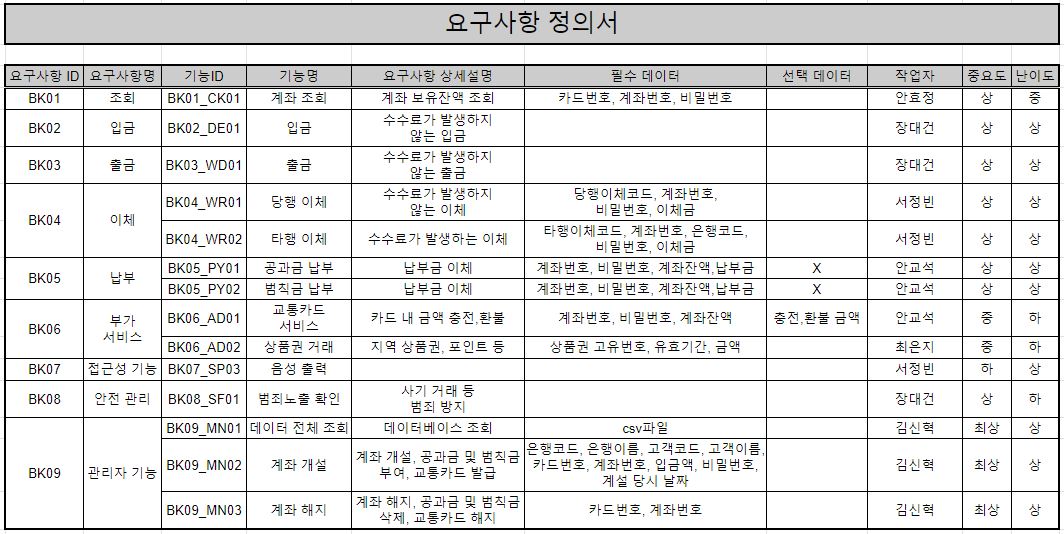 요구사항 정의서
요구사항 ID 요구사항명 기능ID 기능명 요구사항 상세설명 필수 데이터 선택 데이터 작업자 중요도 난이도
BK01 조회 BK01_CK01 계좌 조회 계좌 보유잔액 조회 카드번호, 계좌번호, 비밀번호 안효정 상 중
BK02 입금 BK02_DE01 입금 수수료가 발생하지
않는 입금 장대건 상 상
BK03 출금 BK03_WD01 출금 수수료가 발생하지
않는 출금 장대건 상 상
BK04 이체 BK04_WR01 당행 이체 수수료가 발생하지
않는 이체 당행이체코드, 계좌번호,
비밀번호, 이체금 서정빈 상 상
BK04_WR02 타행 이체 수수료가 발생하는 이체 타행이체코드, 계좌번호, 은행코드,
비밀번호, 이체금 서정빈 상 상
BK05 납부 BK05_PY01 공과금 납부 납부금 이체 계좌번호, 비밀번호, 계좌잔액,납부금 X 안교석 상 상
BK05_PY02 범칙금 납부 납부금 이체 계좌번호, 비밀번호, 계좌잔액,납부금 X 안교석 상 상
BK06 부가
서비스 BK06_AD01 교통카드
서비스 카드 내 금액 충전,환불 계좌번호, 비밀번호, 계좌잔액 충전,환불 금액 안교석 중 하
BK06_AD02 상품권 거래 지역 상품권, 포인트 등 상품권 고유번호, 유효기간, 금액 최은지 중 하
BK07 접근성 기능 BK07_SP03 음성 출력 서정빈 하 상
BK08 안전 관리 BK08_SF01 범죄노출 확인 사기 거래 등
범죄 방지 장대건 상 하
BK09 관리자 기능 BK09_MN01 데이터 전체 조회 데이터베이스 조회 csv파일 김신혁 최상 상
BK09_MN02 계좌 개설 계좌 개설, 공과금 및 범칙금
부여, 교통카드 발급 은행코드, 은행이름, 고객코드, 고객이름,
카드번호, 계좌번호, 입금액, 비밀번호,
계설 당시 날짜 김신혁 최상 상
BK09_MN03 계좌 해지 계좌 해지, 공과금 및 범칙금
삭제, 교통카드 해지 카드번호, 계좌번호 김신혁 최상 상